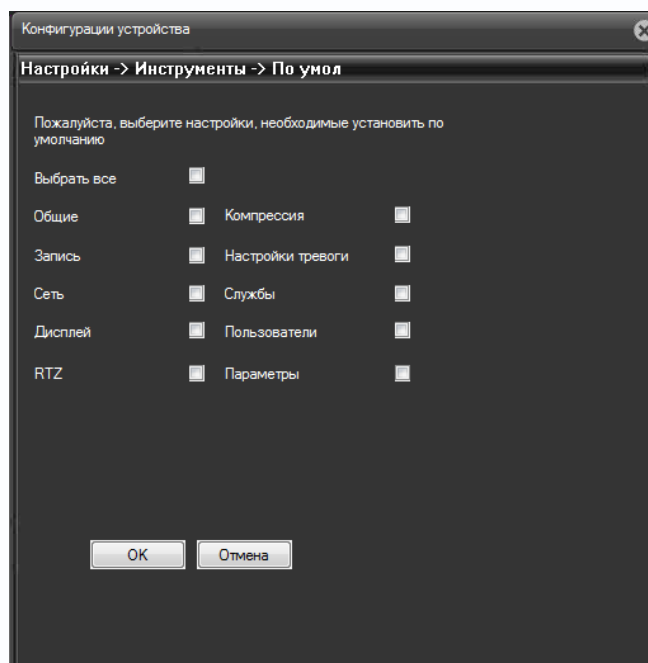 Конфигурации устройства
Настройки -> Инструменты -> По умол
Пожалуйста, выберите настройки, необходимые установить по
умолчанию
Выбрать все
Общие Компрессия
Запись Настройки тревоги
Сеть Службы
Дисплей Пользователи
RTZ Параметры
OK Отмена